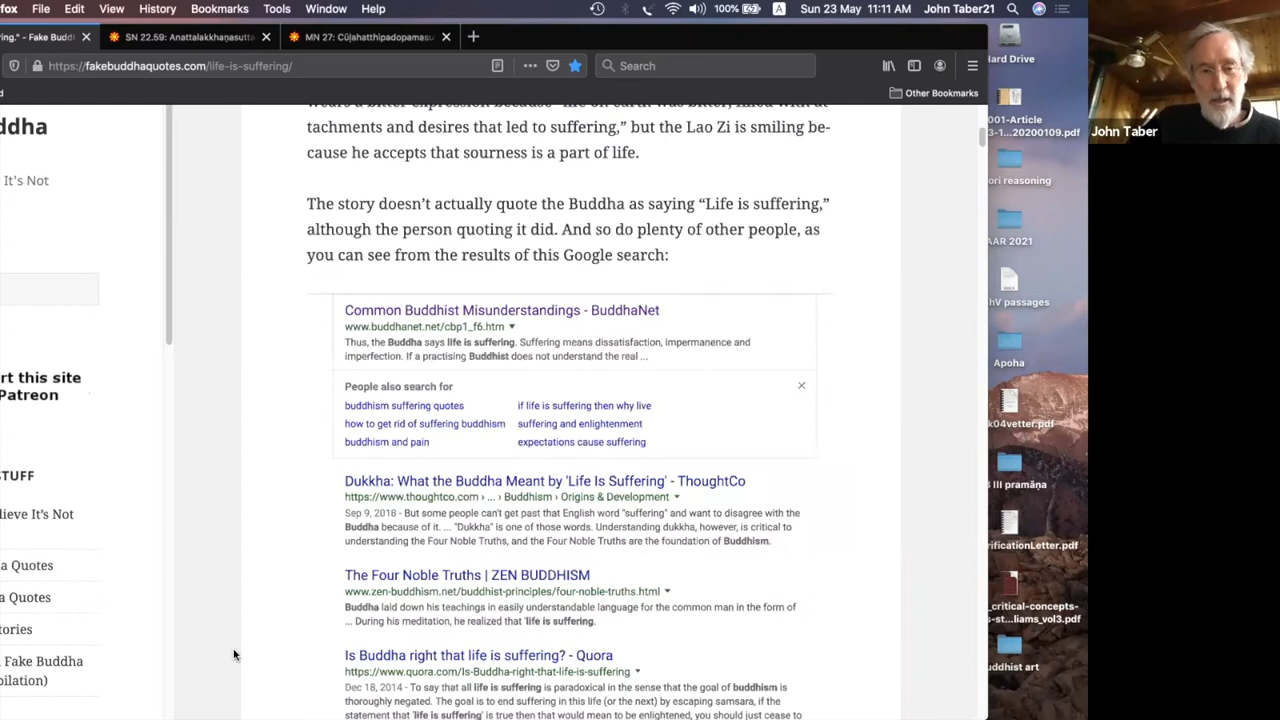 fox File Edit View History Bookmarks Tools Window Help 100% A Sun 23 May 11:11 AM John Taber21
ing." - Fake Budd SN 22.59: Anattalakkhaṇasutta MN 27: Cūḷahatthipadopamasu
https://fakebuddhaquotes.com/life-is-suffering/ Search
Other Bookmarks
ddha
It's Not
rt this site
Patreon
STUFF
lieve It's Not
a Quotes
a Quotes
tories
Fake Buddha
pilation)
tachments and desires that led to suffering," but the Lao Zi is smiling be-
cause he accepts that sourness is a part of life.
The story doesn't actually quote the Buddha as saying "Life is suffering,"
although the person quoting it did. And so do plenty of other people, as
you can see from the results of this Google search:
Common Buddhist Misunderstandings - BuddhaNet
www.buddhanet.net/cbp1_f6.htm
Thus, the Buddha says life is suffering. Suffering means dissatisfaction, impermanence and
imperfection. If a practising Buddhist does not understand the real ...
People also search for
buddhism suffering quotes if life is suffering then why live
how to get rid of suffering buddhism suffering and enlightenment
buddhism and pain expectations cause suffering
Dukkha: What the Buddha Meant by 'Life Is Suffering' - ThoughtCo
https://www.thoughtco.com › ... › Buddhism › Origins & Development
Sep 9, 2018 - But some people can't get past that English word "suffering" and want to disagree with the
Buddha because of it. ... "Dukkha" is one of those words. Understanding dukkha, however, is critical to
understanding the Four Noble Truths, and the Four Noble Truths are the foundation of Buddhism.
The Four Noble Truths | ZEN BUDDHISM
www.zen-buddhism.net/buddhist-principles/four-noble-truths.html
Buddha laid down his teachings in easily understandable language for the common man in the form of
... During his meditation, he realized that 'life is suffering.
Is Buddha right that life is suffering? - Quora
https://www.quora.com/Is-Buddha-right-that-life-is-suffering
Dec 18, 2014 - To say that all life is suffering is paradoxical in the sense that the goal of buddhism is
thoroughly negated. The goal is to end suffering in this life (or the next) by escaping samsara, if the
statement that 'life is suffering' is true then that would mean to be enlightened, you should just cease to
Hard Drive
001-Article
3-1...20200109.pdf
ori reasoning
AAR 2021
hV passages
Apoha
k04vetter.pdf
III pramāṇa
rificationLetter.pdf
_critical-concepts-
s-st...liams_vol3.pdf
uddhist art
John Taber